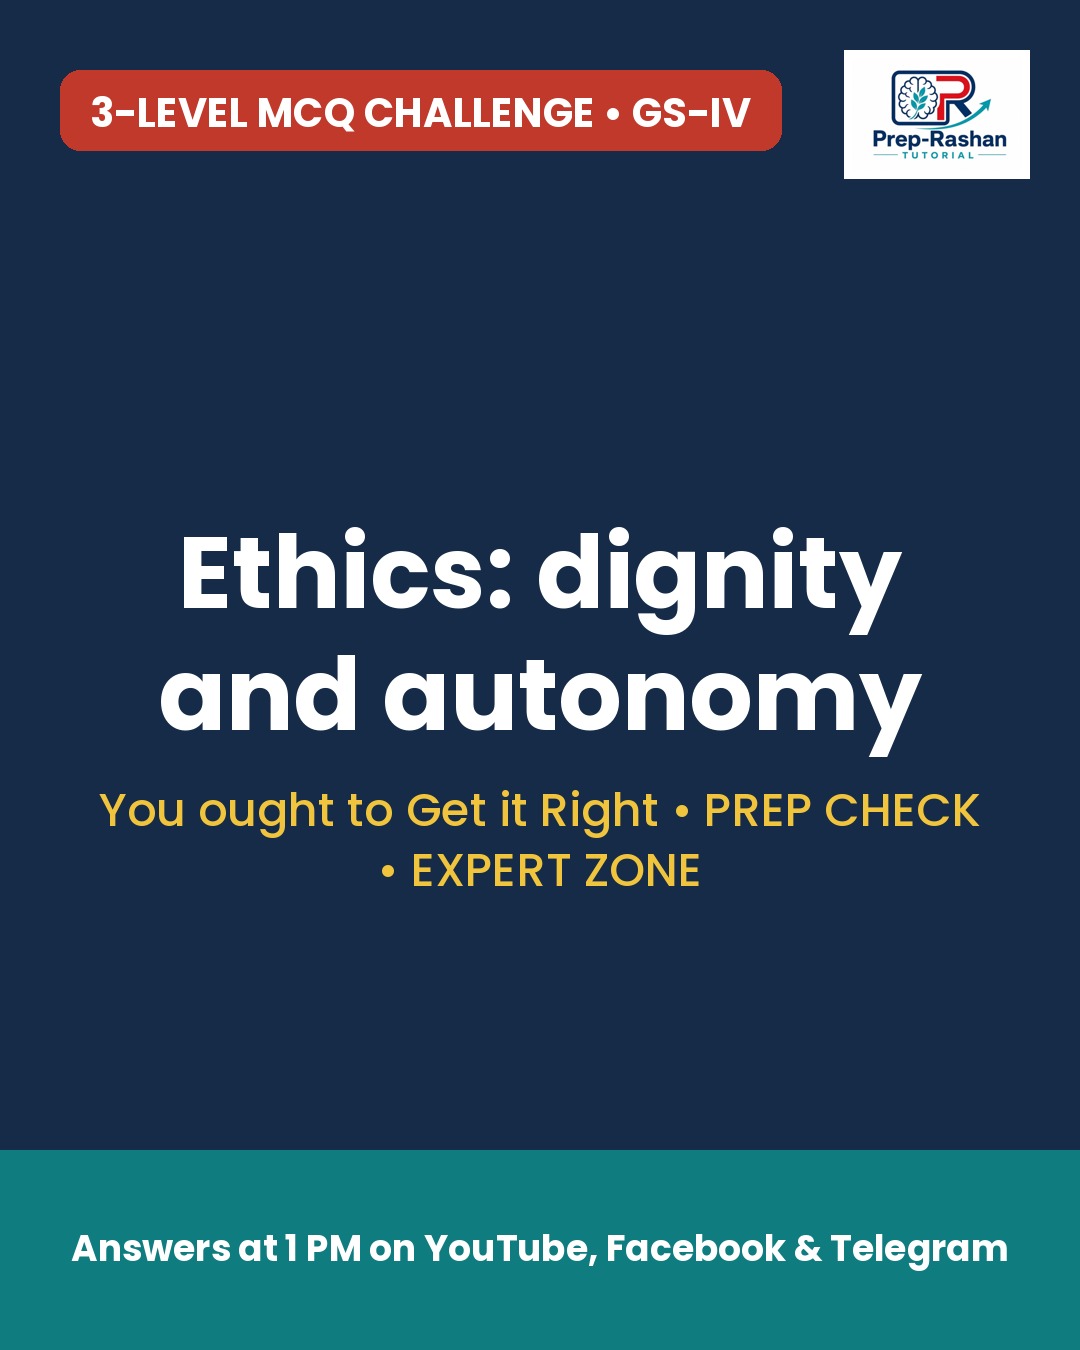 3-LEVEL MCQ CHALLENGE • GS-IV
Prep-Rashan
TUTORIAL
Ethics: dignity
and autonomy
You ought to Get it Right • PREP CHECK
• EXPERT ZONE
Answers at 1 PM on YouTube, Facebook & Telegram